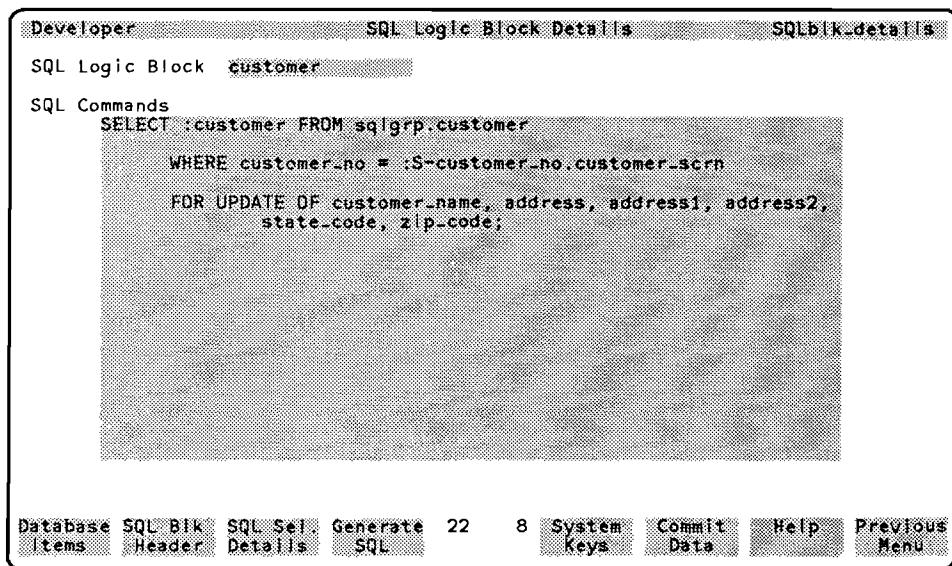 Developer SQL Logic Block Details SQLblk_details
SQL Logic Block customer
SQL Commands
SELECT :customer FROM sqlgrp.customer
WHERE customer_no = :S-customer_no.customer_scrn
FOR UPDATE OF customer_name, address, address1, address2,
state_code, zip_code;
Database SQL Blk SQL Sel. Generate 22 8 System Commit Help Previous
Items Header Details SQL Keys Data Menu